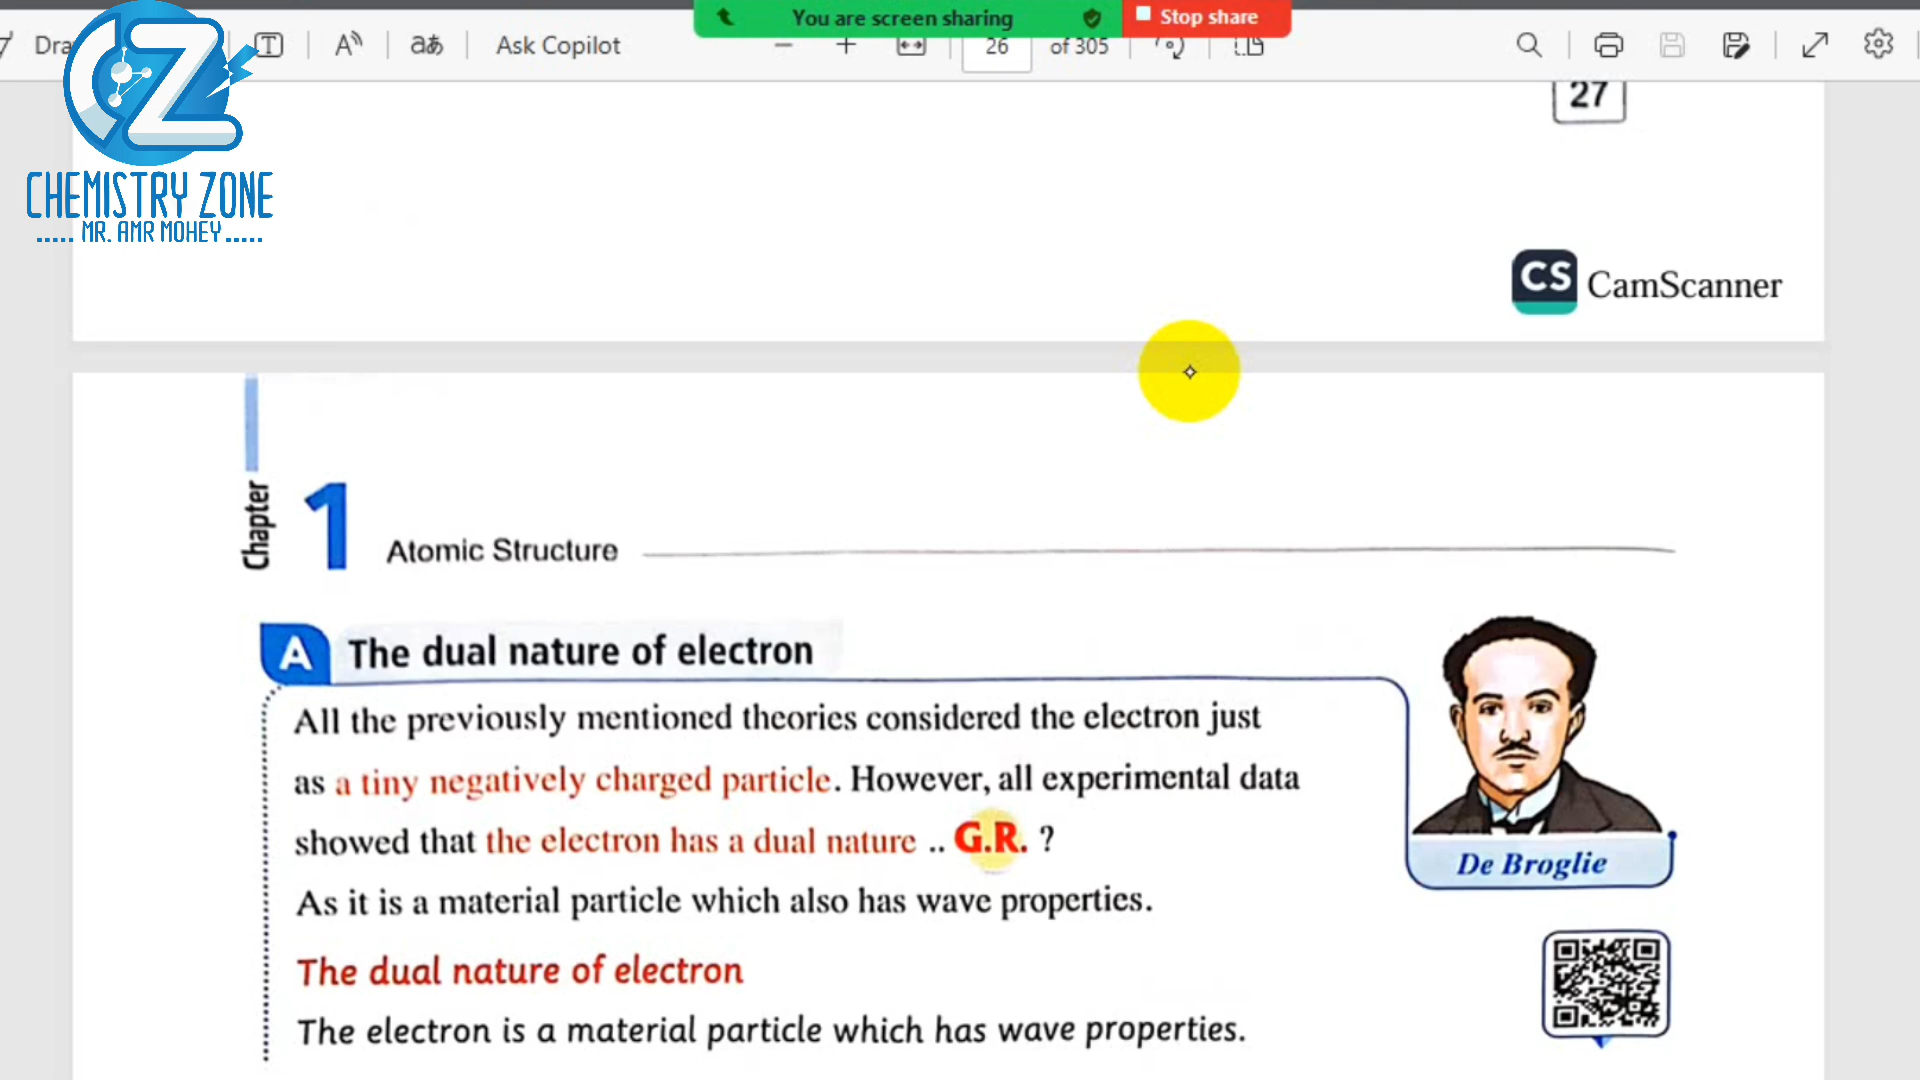 You are screen sharing
Stop share
Dra
T
A
aあ
Ask Copilot
26
of 305
CZ
CHEMISTRY ZONE
..... MR. AMR MOHEY .....
27
CS CamScanner
Chapter
1
Atomic Structure
A
The dual nature of electron
All the previously mentioned theories considered the electron just
as a tiny negatively charged particle. However, all experimental data
showed that the electron has a dual nature .. G.R. ?
As it is a material particle which also has wave properties.
The dual nature of electron
The electron is a material particle which has wave properties.
De Broglie